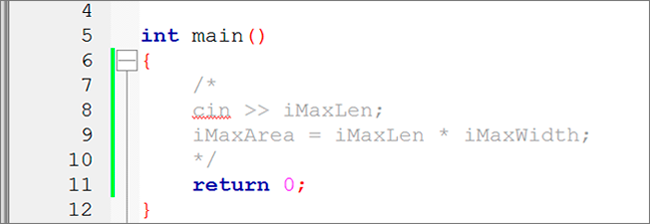 4
5 int main()
6 {
7 /*
8 cin >> iMaxLen;
9 iMaxArea = iMaxLen * iMaxWidth;
10 */
11 return 0;
12 }